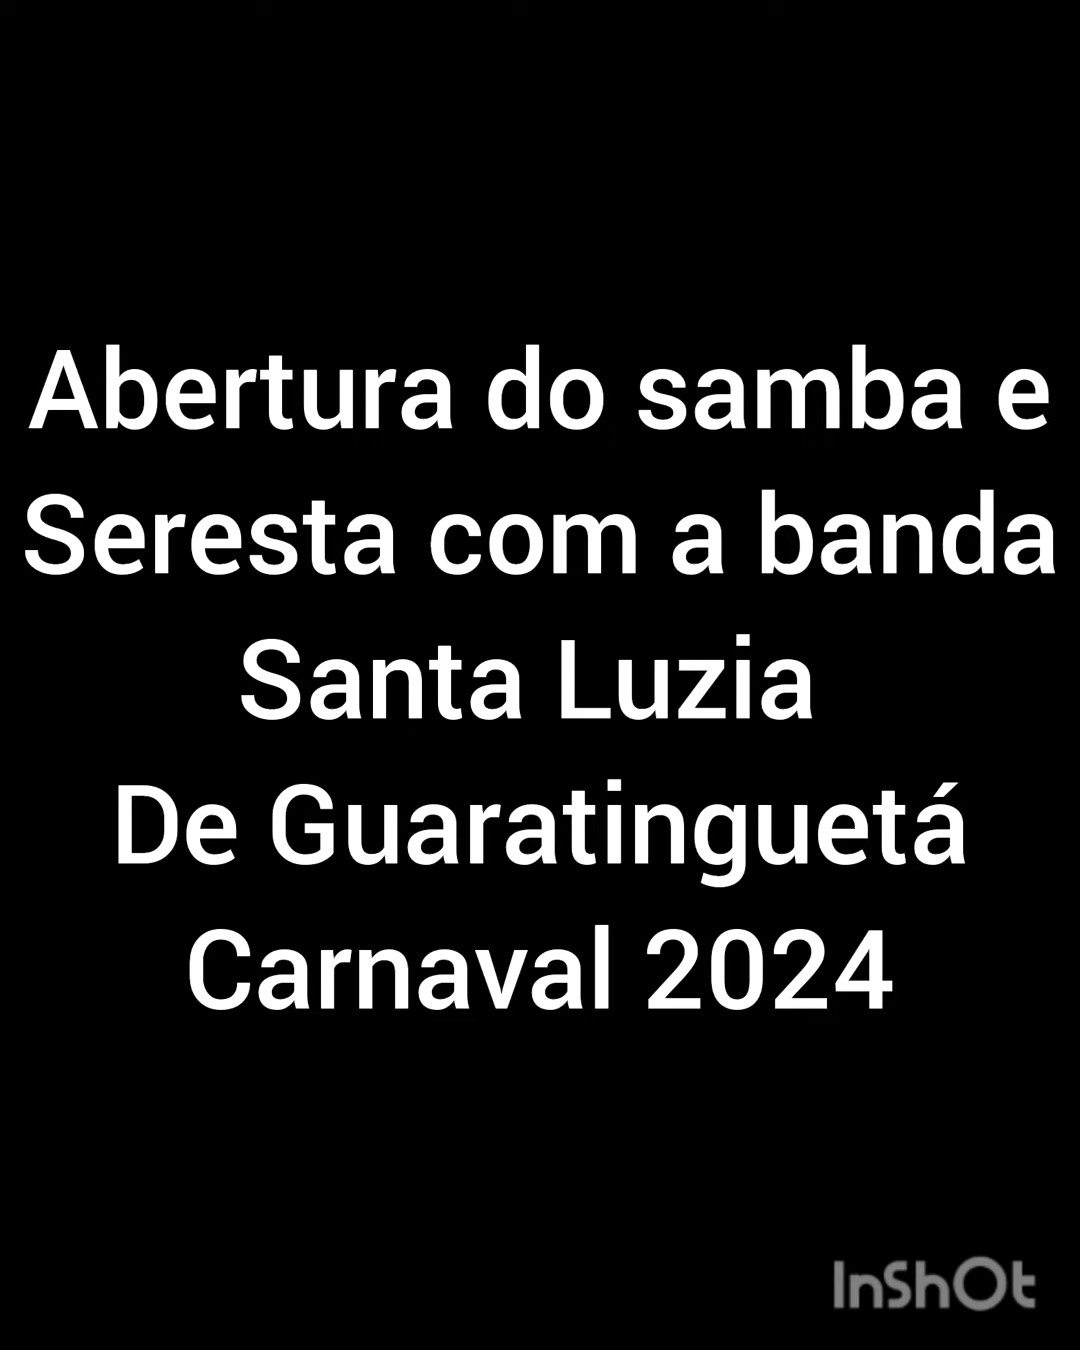 Abertura do samba e
Seresta com a banda
Santa Luzia
De Guaratinguetá
Carnaval 2024
InShOt